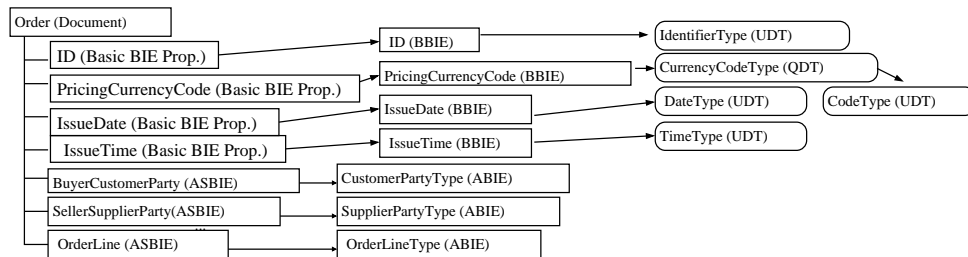 Order (Document)
ID (Basic BIE Prop.)
ID (BBIE)
IdentifierType (UDT)
PricingCurrencyCode (Basic BIE Prop.)
PricingCurrencyCode (BBIE)
CurrencyCodeType (QDT)
IssueDate (Basic BIE Prop.)
IssueDate (BBIE)
DateType (UDT)
CodeType (UDT)
IssueTime (Basic BIE Prop.)
IssueTime (BBIE)
TimeType (UDT)
BuyerCustomerParty (ASBIE)
CustomerPartyType (ABIE)
SellerSupplierParty(ASBIE)
SupplierPartyType (ABIE)
...
OrderLine (ASBIE)
OrderLineType (ABIE)